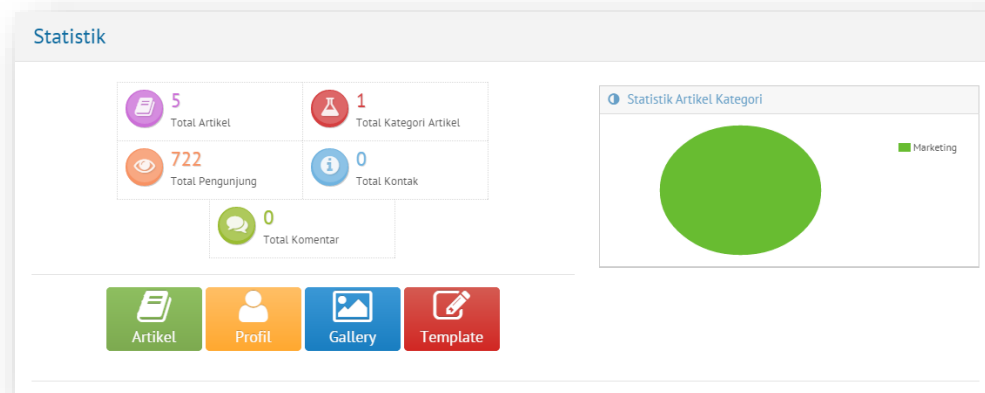 Statistik
5
Total Artikel
1
Total Kategori Artikel
722
Total Pengunjung
0
Total Kontak
0
Total Komentar
Statistik Artikel Kategori
Marketing
Artikel
Profil
Gallery
Template